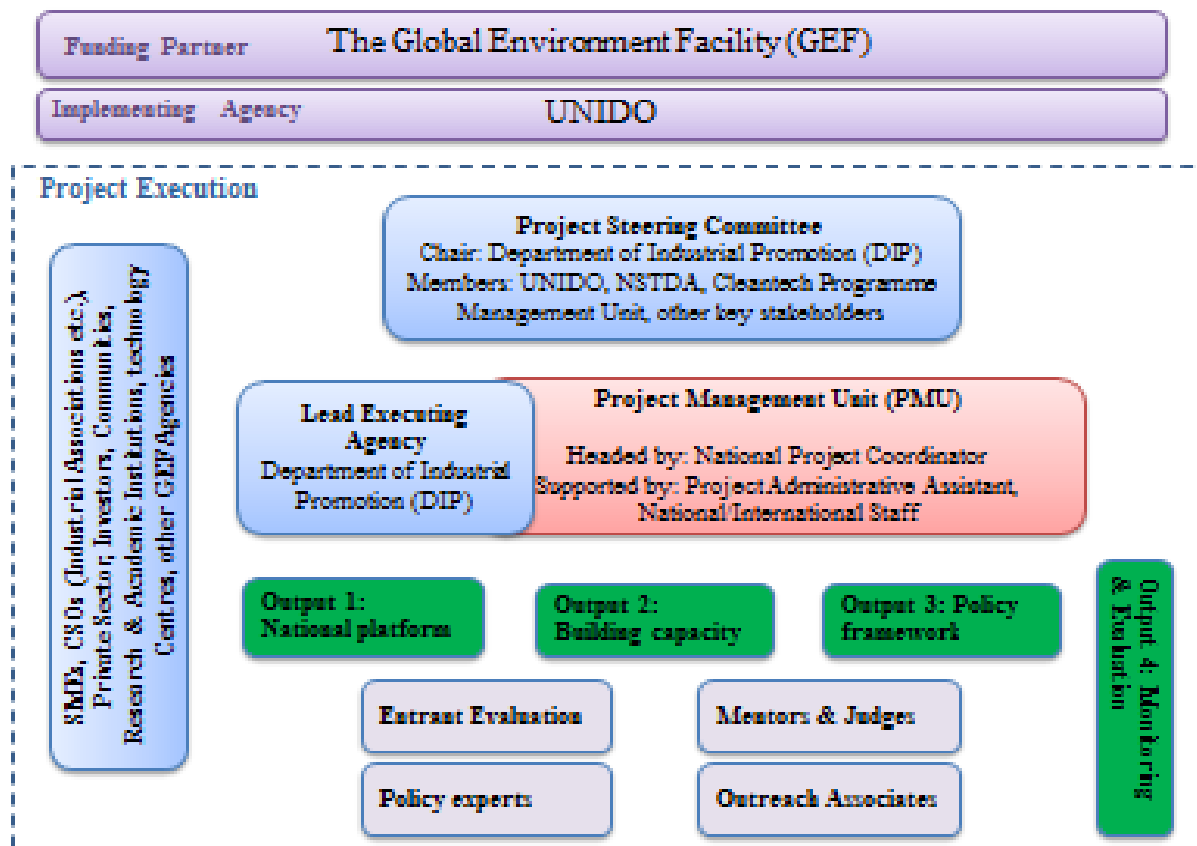 Funding Partner The Global Environment Facility (GEF)
Implementing Agency UNIDO
Project Execution
Project Steering Committee
Chair: Department of Industrial Promotion (DIP)
Members: UNIDO, NSTDA, Cleantech Programme
Management Unit, other key stakeholders
SMEs, CSOs (Industrial Associations etc.),
Private Sector, Investors, Communities,
Research & Academic Institutions, technology
Centres, other GEF Agencies
Lead Executing
Agency
Department of Industrial
Promotion (DIP)
Project Management Unit (PMU)
Headed by: National Project Coordinator
Supported by: Project Administrative Assistant,
National/International Staff
Output 1:
National platform
Output 2:
Building capacity
Output 3: Policy
framework
Output 4: Monitoring
& Evaluation
Entrant Evaluation
Mentors & Judges
Policy experts
Outreach Associates